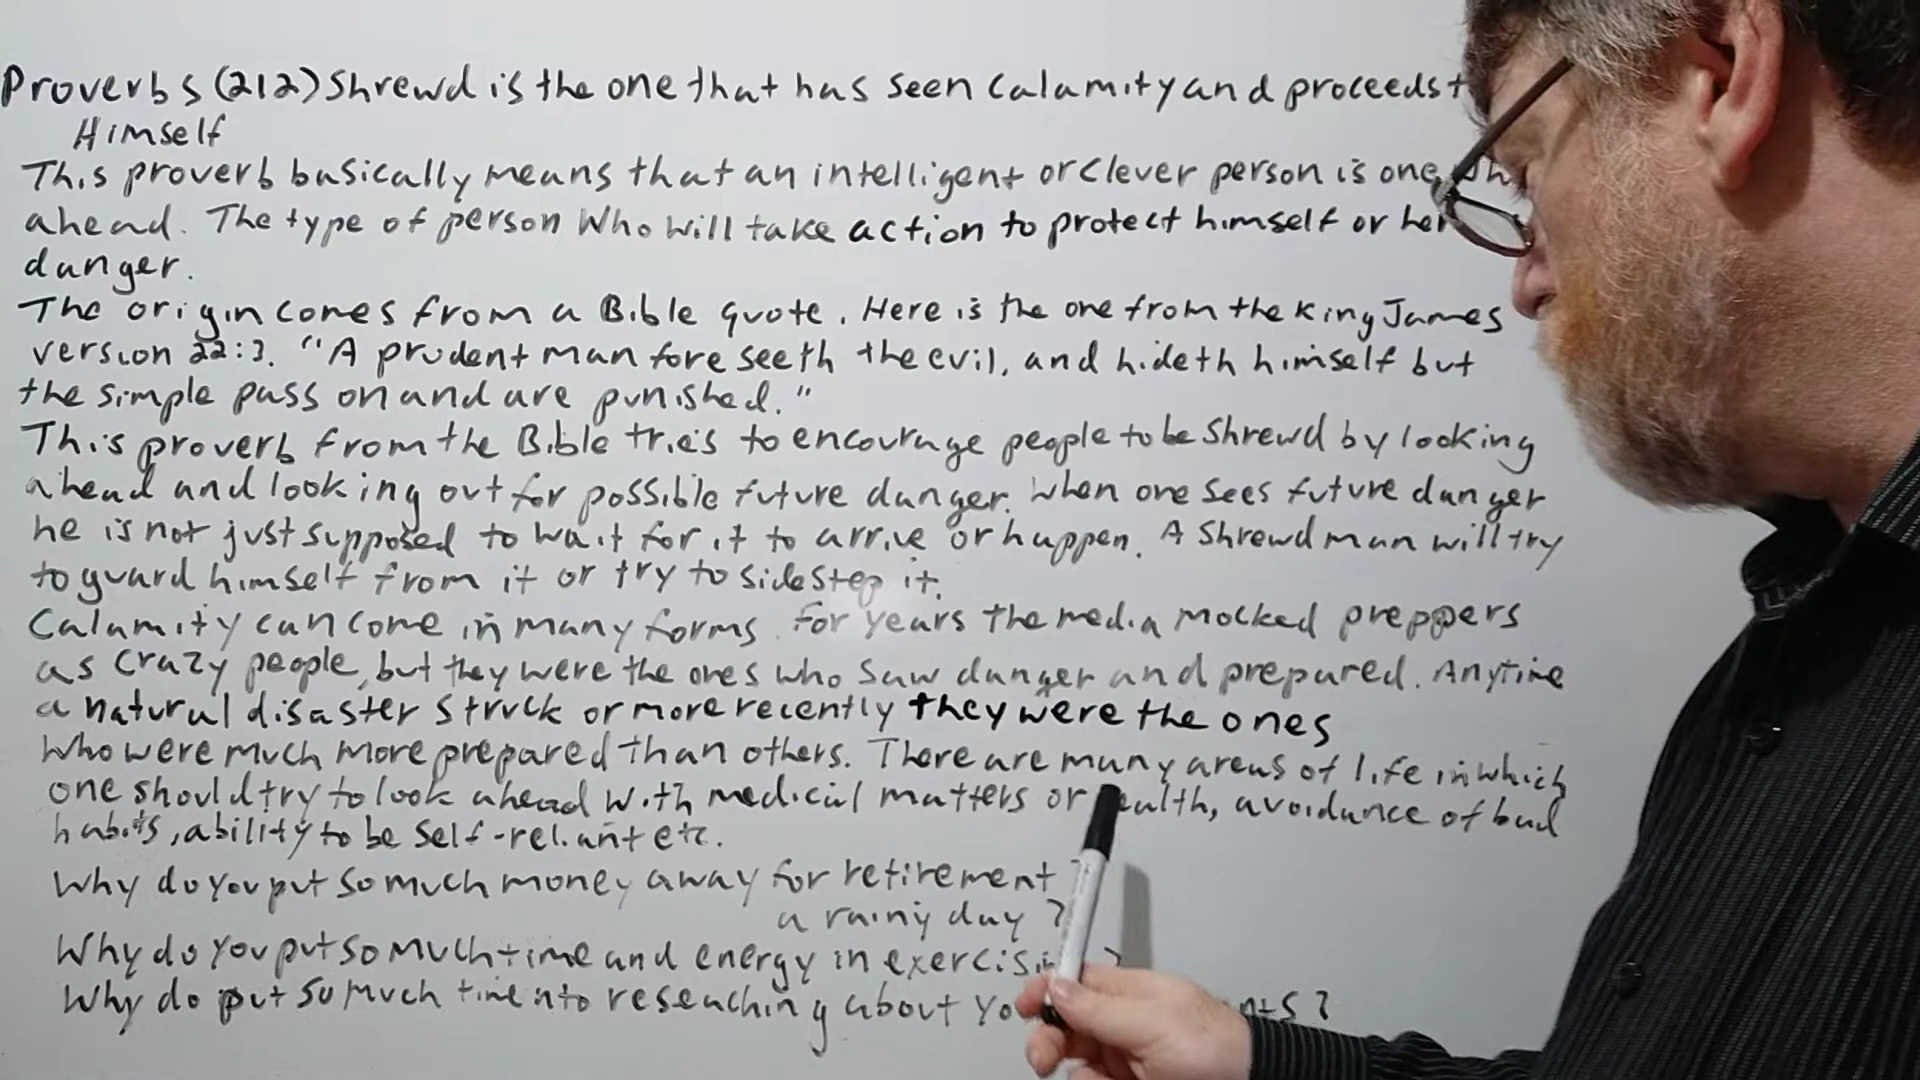 Proverbs (212) Shrewd is the one that has seen calamity and proceeds t
Himself
This proverb basically means that an intelligent or clever person is one wh
ahead. The type of person who will take action to protect himself or her
danger.
The origin comes from a Bible quote. Here is the one from the King James
version 22:3. "A prudent man foreseeth the evil, and hideth himself but
the simple pass on and are punished."
This proverb from the Bible tries to encourage people to be shrewd by looking
ahead and looking out for possible future danger. When one sees future danger
he is not just supposed to wait for it to arrive or happen. A shrewd man will try
to guard himself from it or try to sidestep it.
Calamity can come in many forms. For years the media mocked preppers
as crazy people, but they were the ones who saw danger and prepared. Anytime
a natural disaster struck or more recently they were the ones
who were much more prepared than others. There are many areas of life in which
one should try to look ahead with medicial matters or ealth, avoidance of bad
habits, ability to be self-reliant etc.
Why do you put so much money away for retirement?
a rainy day?
Why do you put so much time and energy in exercisi ?
Why do put so much time into reseaching about yo nts?